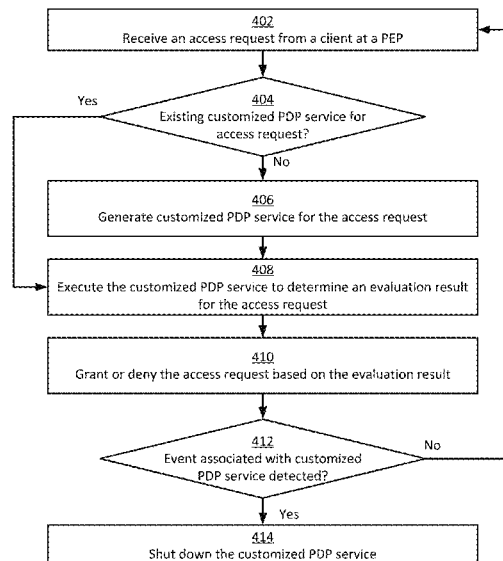 402
Receive an access request from a client at a PEP
Yes
404
Existing customized PDP service for
access request?
No
406
Generate customized PDP service for the access request
408
Execute the customized PDP service to determine an evaluation result
for the access request
410
Grant or deny the access request based on the evaluation result
412
Event associated with customized
PDP service detected?
No
Yes
414
Shut down the customized PDP service